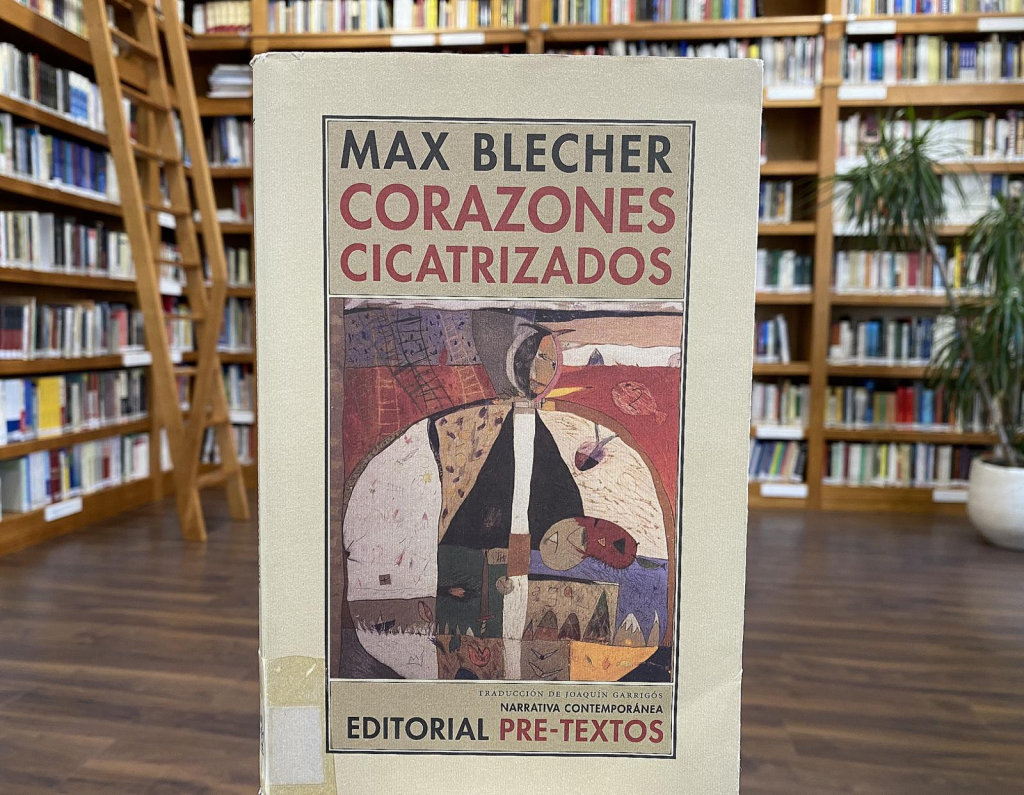 MAX BLECHER
CORAZONES
CICATRIZADOS
TRADUCCIÓN DE JOAQUÍN GARRIGÓS
NARRATIVA CONTEMPORÁNEA
EDITORIAL PRE-TEXTOS